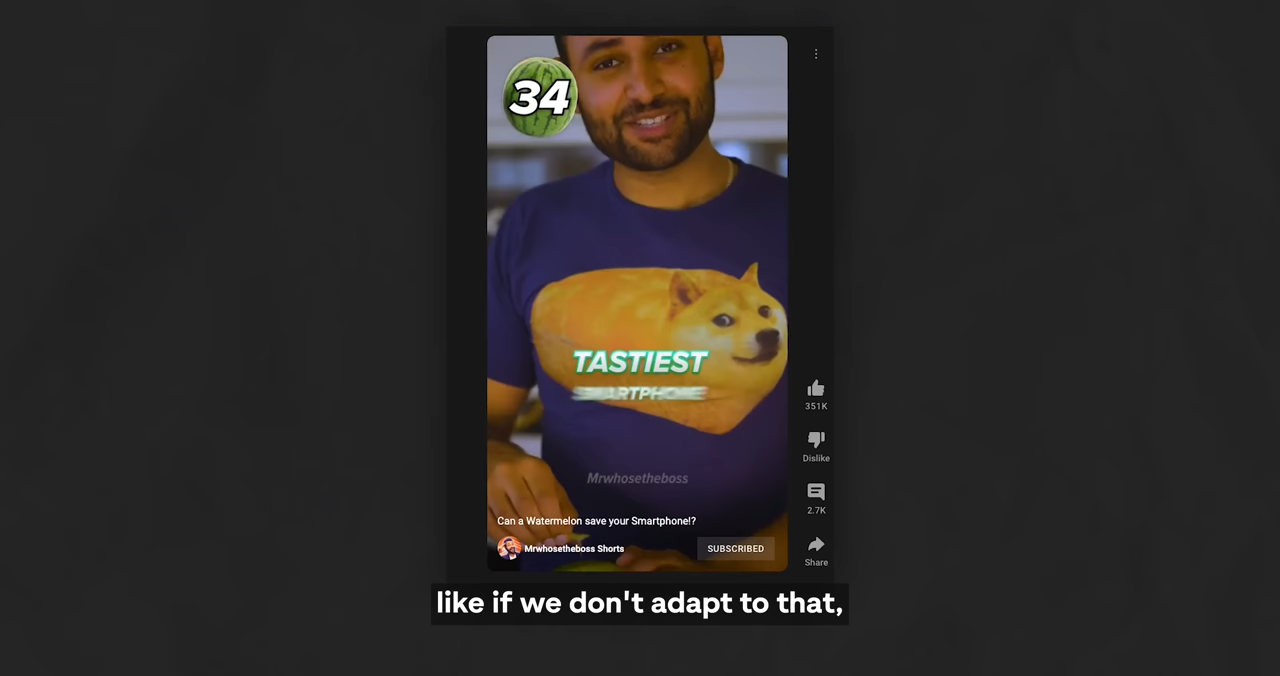 34
TASTIEST
SMARTPHONE
Mrwhosetheboss
Can a Watermelon save your Smartphone!?
Mrwhosetheboss Shorts
SUBSCRIBED
351K
Dislike
2.7K
Share
like if we don't adapt to that,